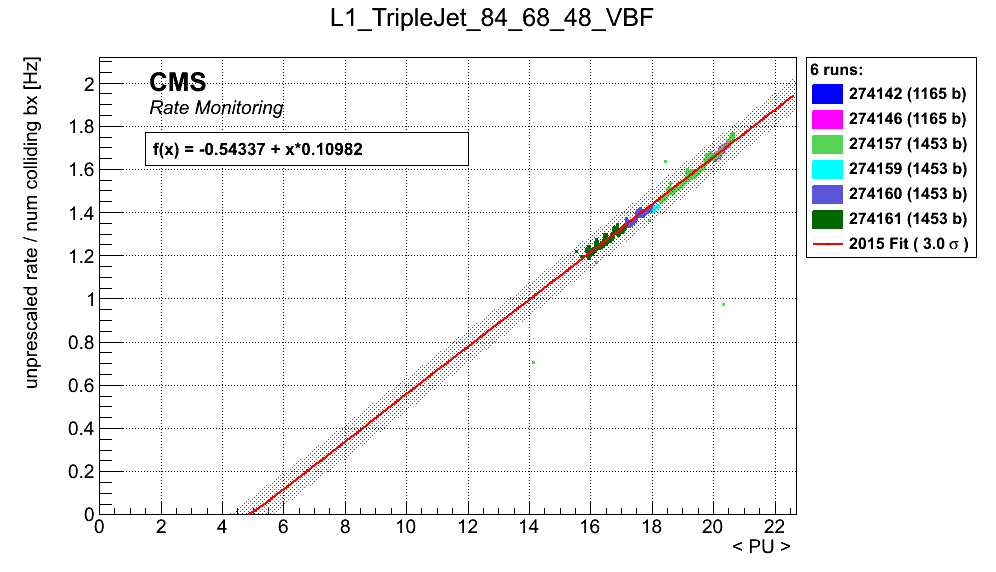 L1_TripleJet_84_68_48_VBF
unprescaled rate / num colliding bx [Hz]
CMS
Rate Monitoring
f(x) = -0.54337 + x*0.10982
2
1.8
1.6
1.4
1.2
1
0.8
0.6
0.4
0.2
0
0 2 4 6 8 10 12 14 16 18 20 22
< PU >
6 runs:
274142 (1165 b)
274146 (1165 b)
274157 (1453 b)
274159 (1453 b)
274160 (1453 b)
274161 (1453 b)
2015 Fit ( 3.0 σ )